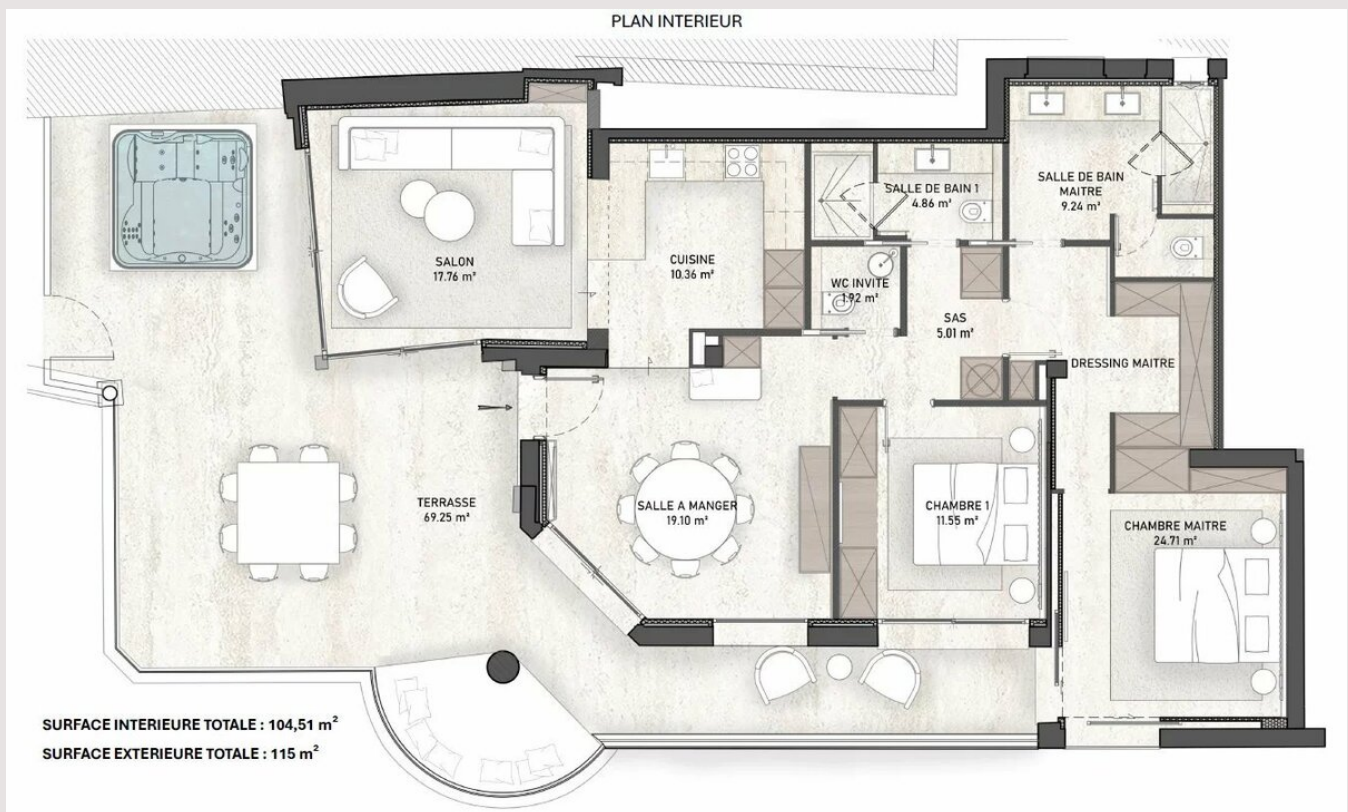 PLAN INTERIEUR
SALON
17.76 m²
CUISINE
10.36 m²
SALLE DE BAIN 1
4.86 m²
SALLE DE BAIN
MAITRE
9.24 m²
WC INVITE
1.92 m²
SAS
5.01 m²
DRESSING MAITRE
TERRASSE
69.25 m²
SALLE A MANGER
19.10 m²
CHAMBRE 1
11.55 m²
CHAMBRE MAITRE
24.71 m²
SURFACE INTERIEURE TOTALE : 104,51 m²
SURFACE EXTERIEURE TOTALE : 115 m²